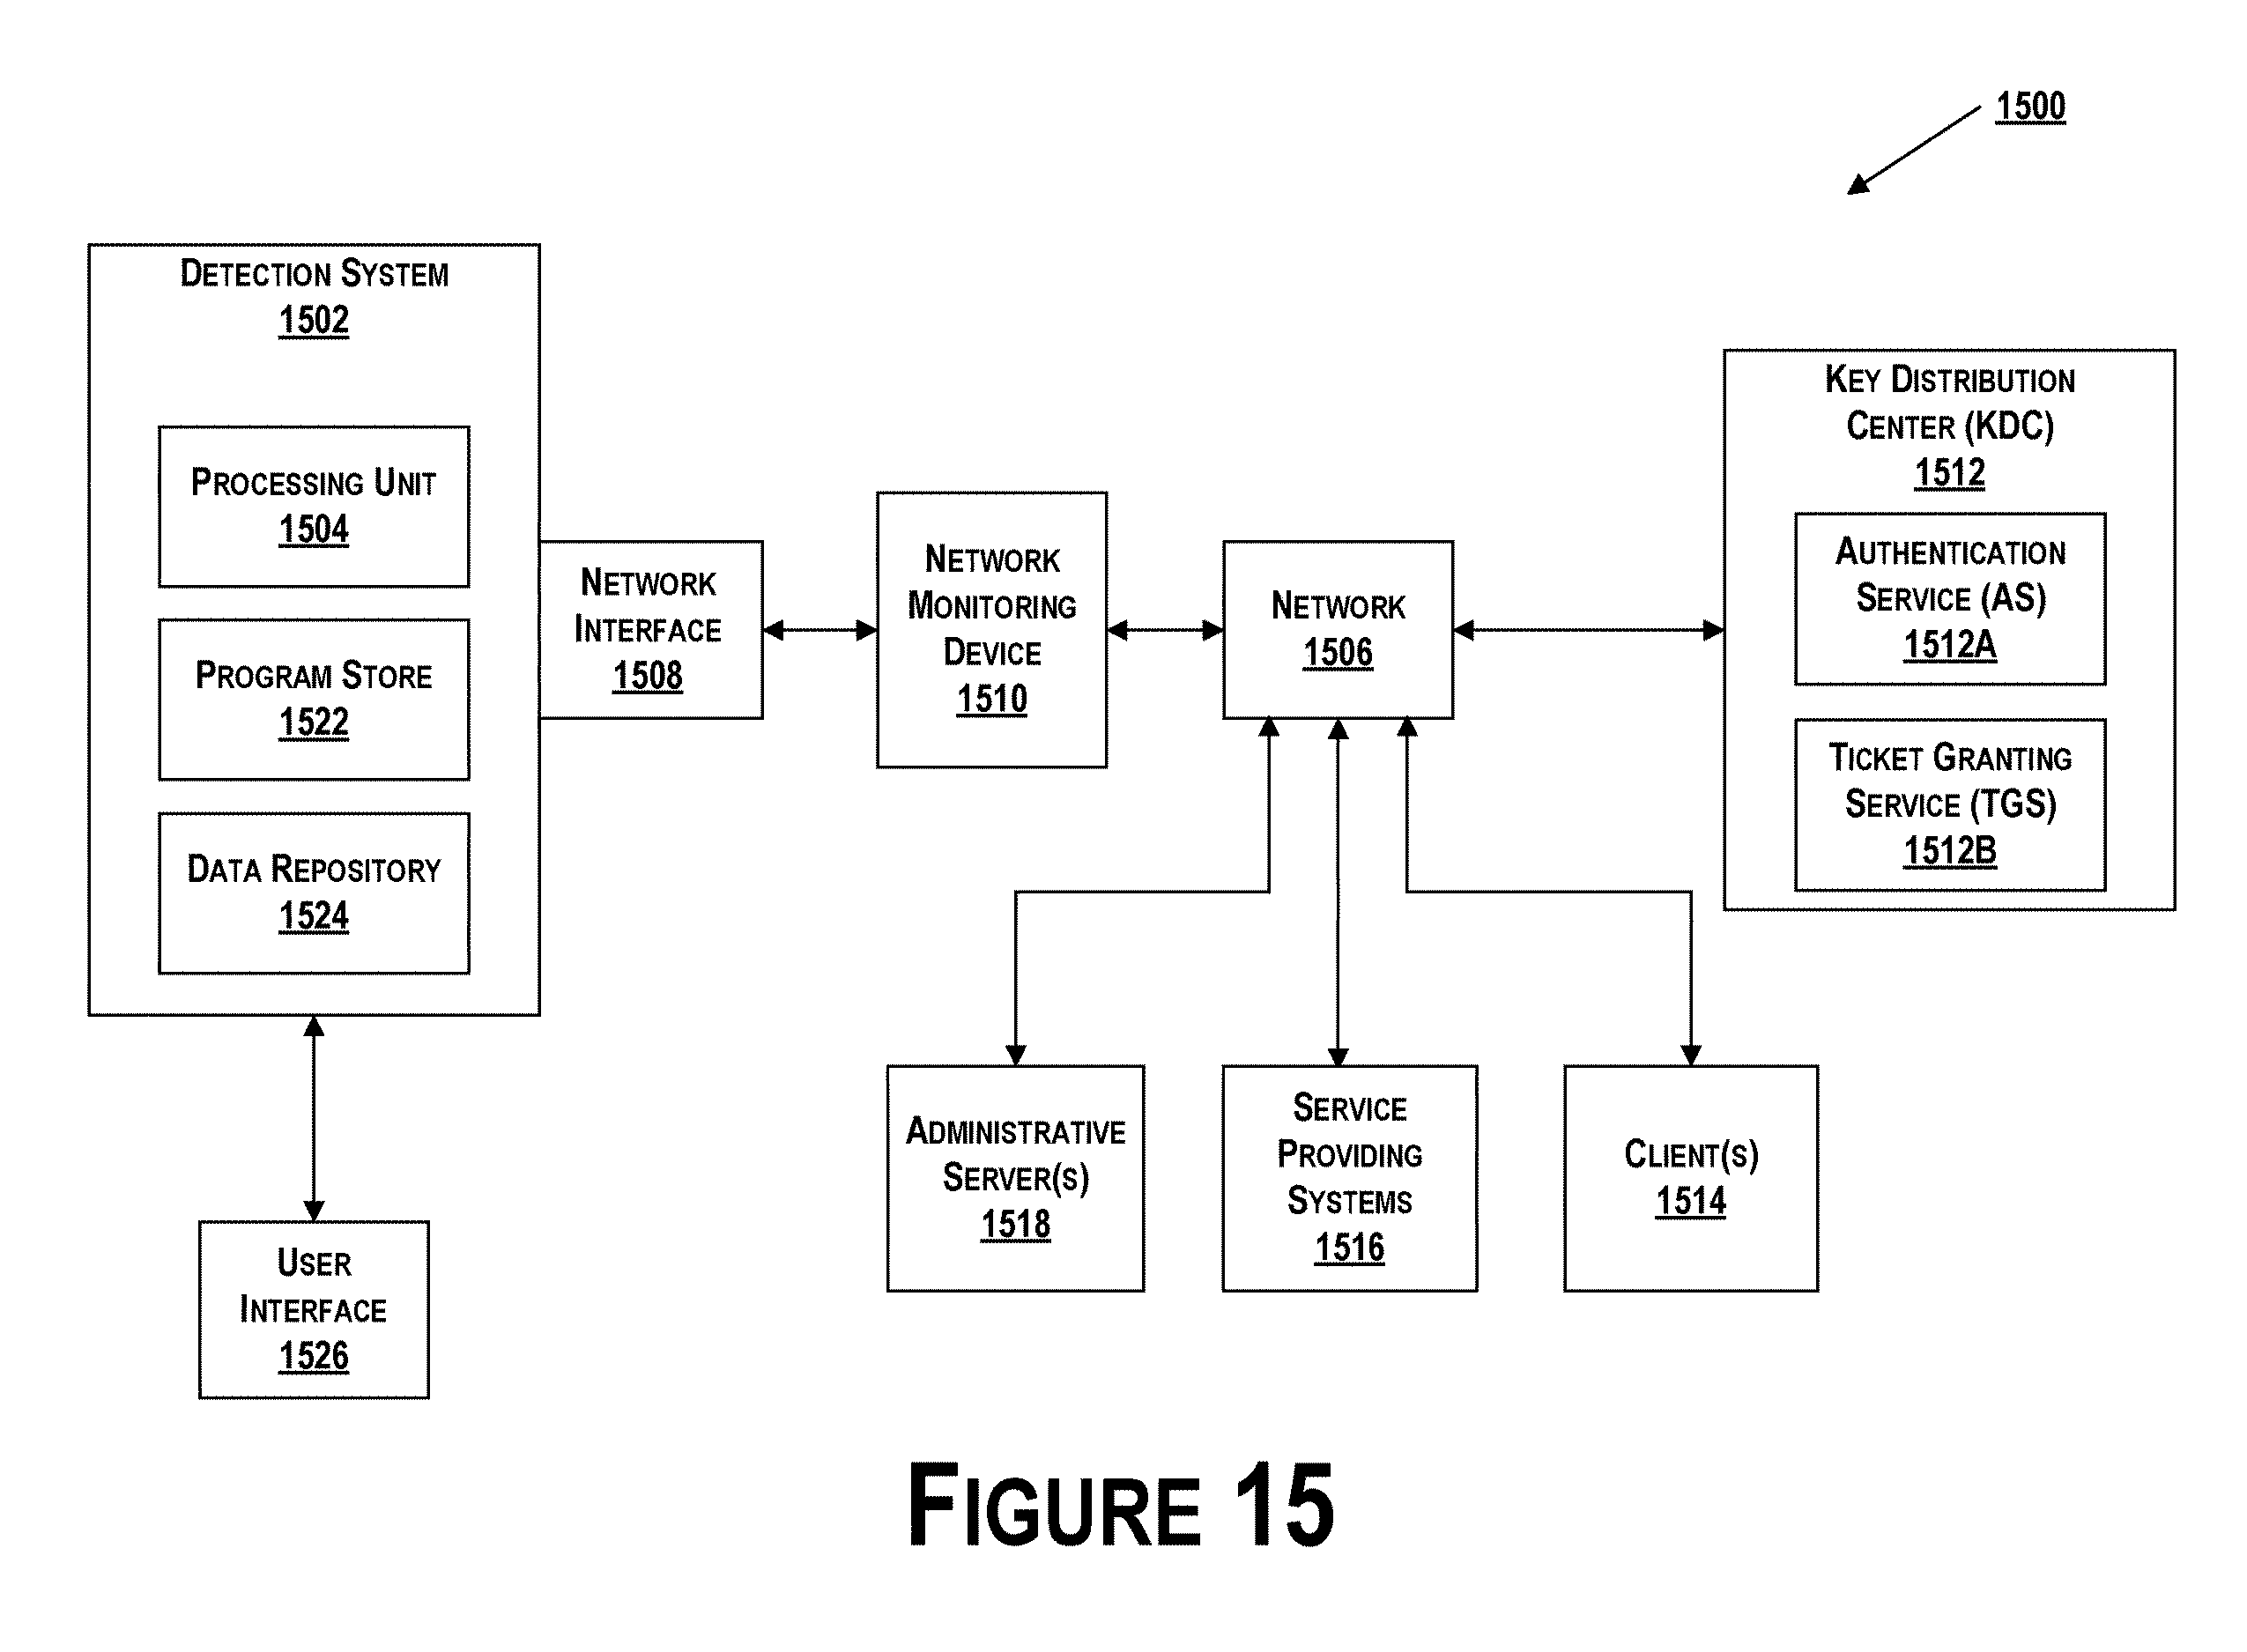 1500
Detection System
1502
Processing Unit
1504
Program Store
1522
Data Repository
1524
User
Interface
1526
Network
Interface
1508
Network
Monitoring
Device
1510
Network
1506
Key Distribution
Center (KDC)
1512
Authentication
Service (AS)
1512A
Ticket Granting
Service (TGS)
1512B
Administrative
Server(s)
1518
Service
Providing
Systems
1516
Client(s)
1514
Figure 15